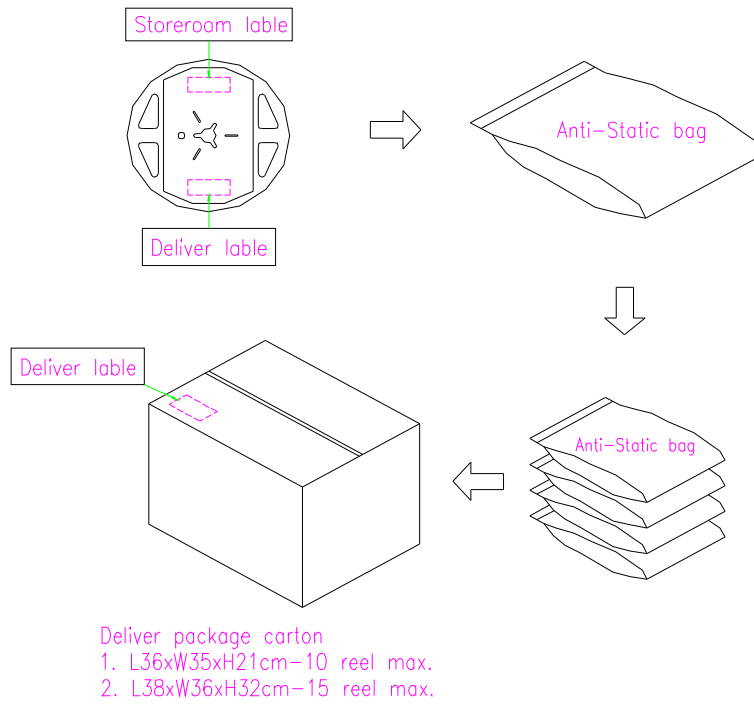 Storeroom lable
Anti-Static bag
Deliver lable
Deliver lable
Anti-Static bag
Deliver package carton
1. L36xW35xH21cm-10 reel max.
2. L38xW36xH32cm-15 reel max.